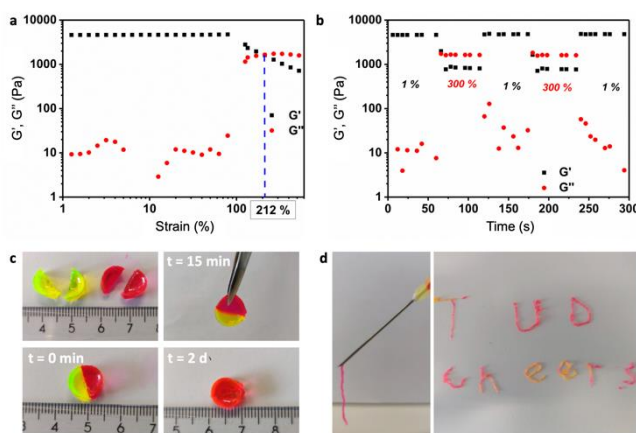 a
10000
1000
100
10
1
G', G'' (Pa)
1
10
100
Strain (%)
212 %
G'
G''
b
10000
1000
100
10
1
G', G'' (Pa)
1 %
300 %
1 %
300 %
1 %
G'
G''
0
50
100
150
200
250
300
Time (s)
c
4 5 6 7 8
t = 15 min
t = 0 min
3 4 5 6 7
t = 2 d
5 6 7 8
d
T U D
cheers